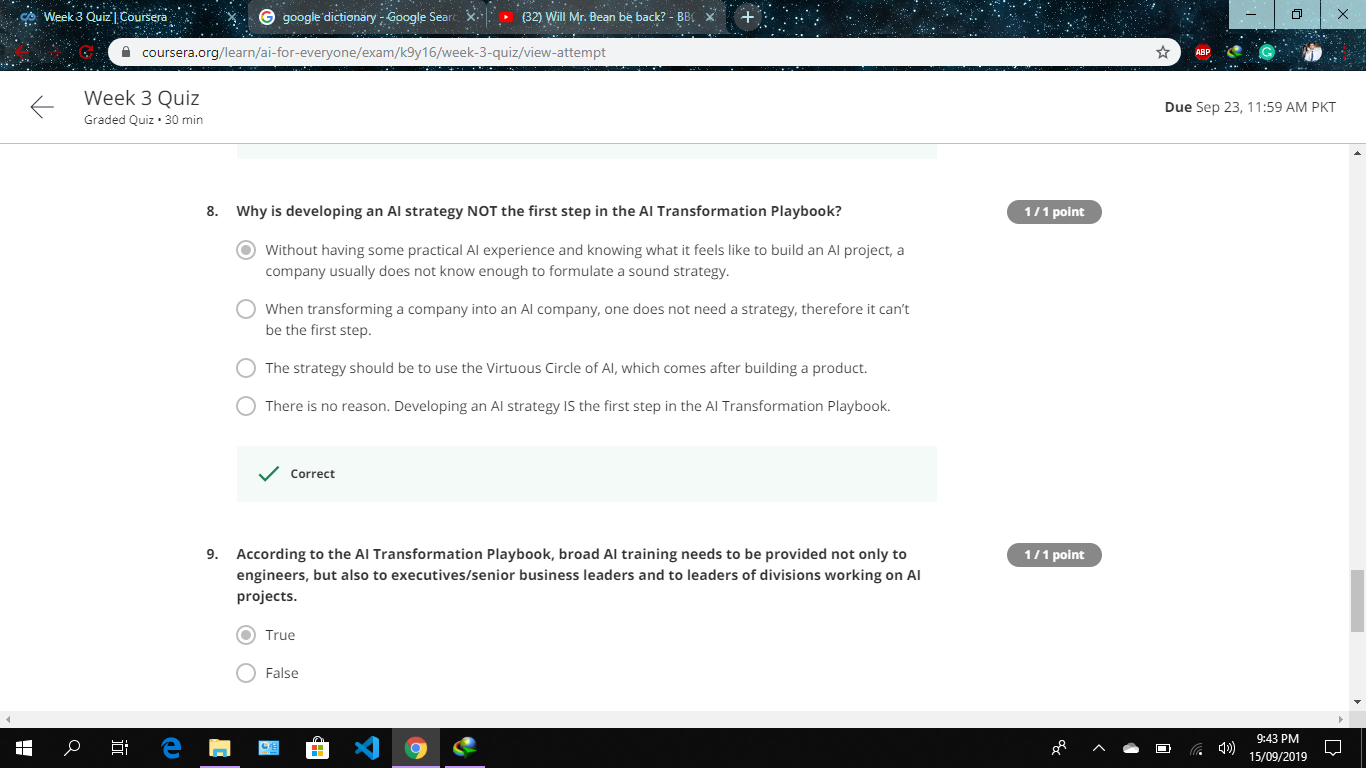 Week 3 Quiz | Coursera
google dictionary - Google Sear
(32) Will Mr. Bean be back? - BB
coursera.org/learn/ai-for-everyone/exam/k9y16/week-3-quiz/view-attempt
ABP
Week 3 Quiz
Graded Quiz • 30 min
Due Sep 23, 11:59 AM PKT
8. Why is developing an AI strategy NOT the first step in the AI Transformation Playbook?
1 / 1 point
Without having some practical AI experience and knowing what it feels like to build an AI project, a
company usually does not know enough to formulate a sound strategy.
When transforming a company into an AI company, one does not need a strategy, therefore it can't
be the first step.
The strategy should be to use the Virtuous Circle of AI, which comes after building a product.
There is no reason. Developing an AI strategy IS the first step in the AI Transformation Playbook.
Correct
9. According to the AI Transformation Playbook, broad AI training needs to be provided not only to
engineers, but also to executives/senior business leaders and to leaders of divisions working on AI
projects.
1 / 1 point
True
False
9:43 PM
15/09/2019